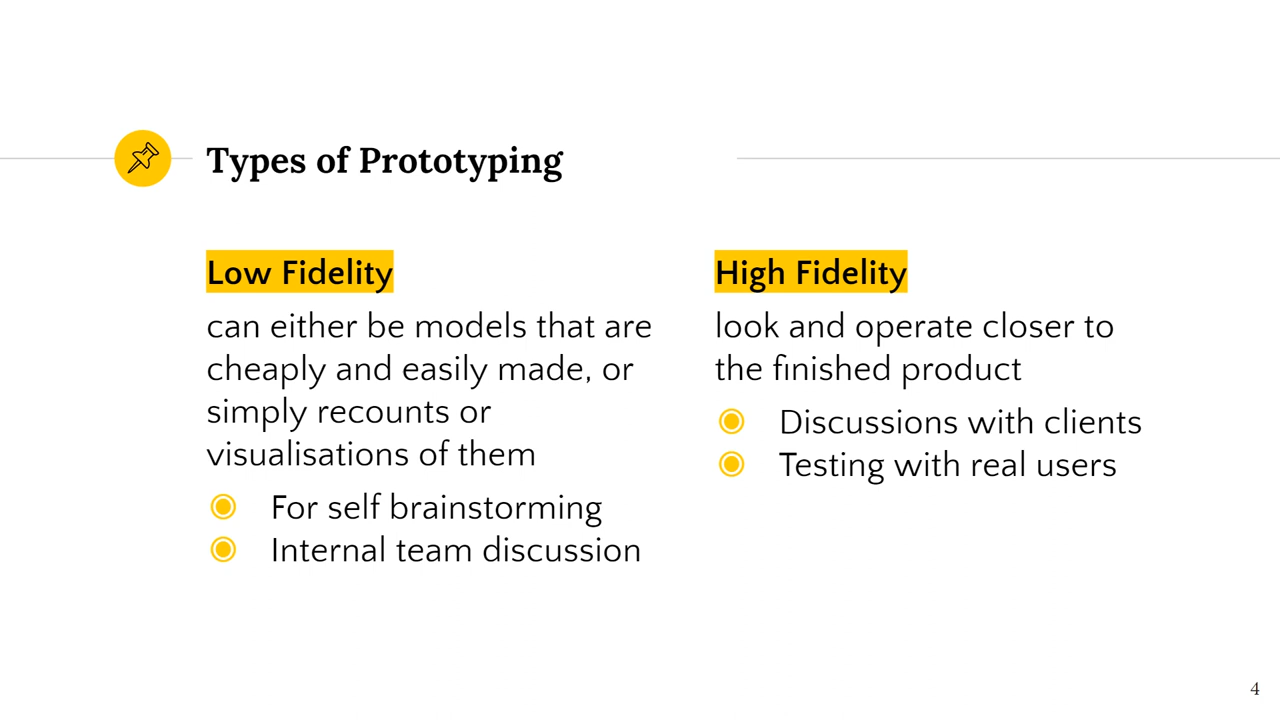 Types of Prototyping
Low Fidelity
can either be models that are
cheaply and easily made, or
simply recounts or
visualisations of them
For self brainstorming
Internal team discussion
High Fidelity
look and operate closer to
the finished product
Discussions with clients
Testing with real users
4